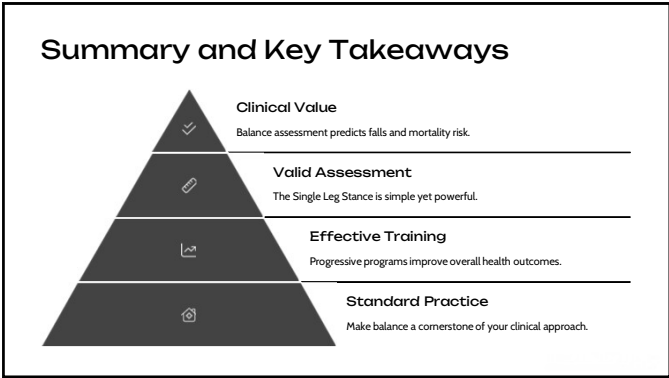 Summary and Key Takeaways
Clinical Value
Balance assessment predicts falls and mortality risk.
Valid Assessment
The Single Leg Stance is simple yet powerful.
Effective Training
Progressive programs improve overall health outcomes.
Standard Practice
Make balance a cornerstone of your clinical approach.